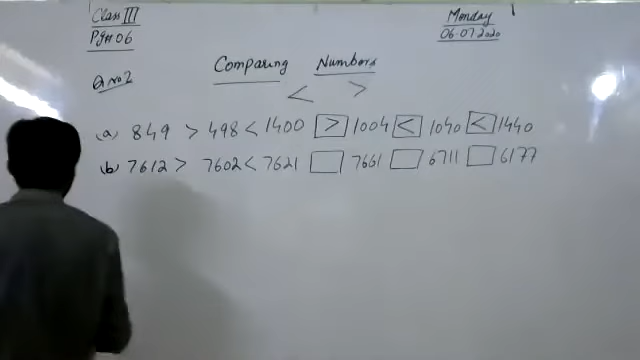 Class III
Monday
Pg# 06
06-07-2020
Q no 2
Comparing Numbers
< >
(a) 849 > 498 < 1400 > 1004 < 1040 < 1440
(b) 7612 > 7602 < 7621 7661 6711 6177